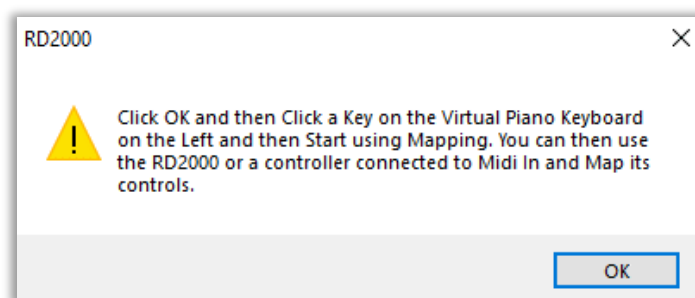 RD2000
Click OK and then Click a Key on the Virtual Piano Keyboard
on the Left and then Start using Mapping. You can then use
the RD2000 or a controller connected to Midi In and Map its
controls.
OK